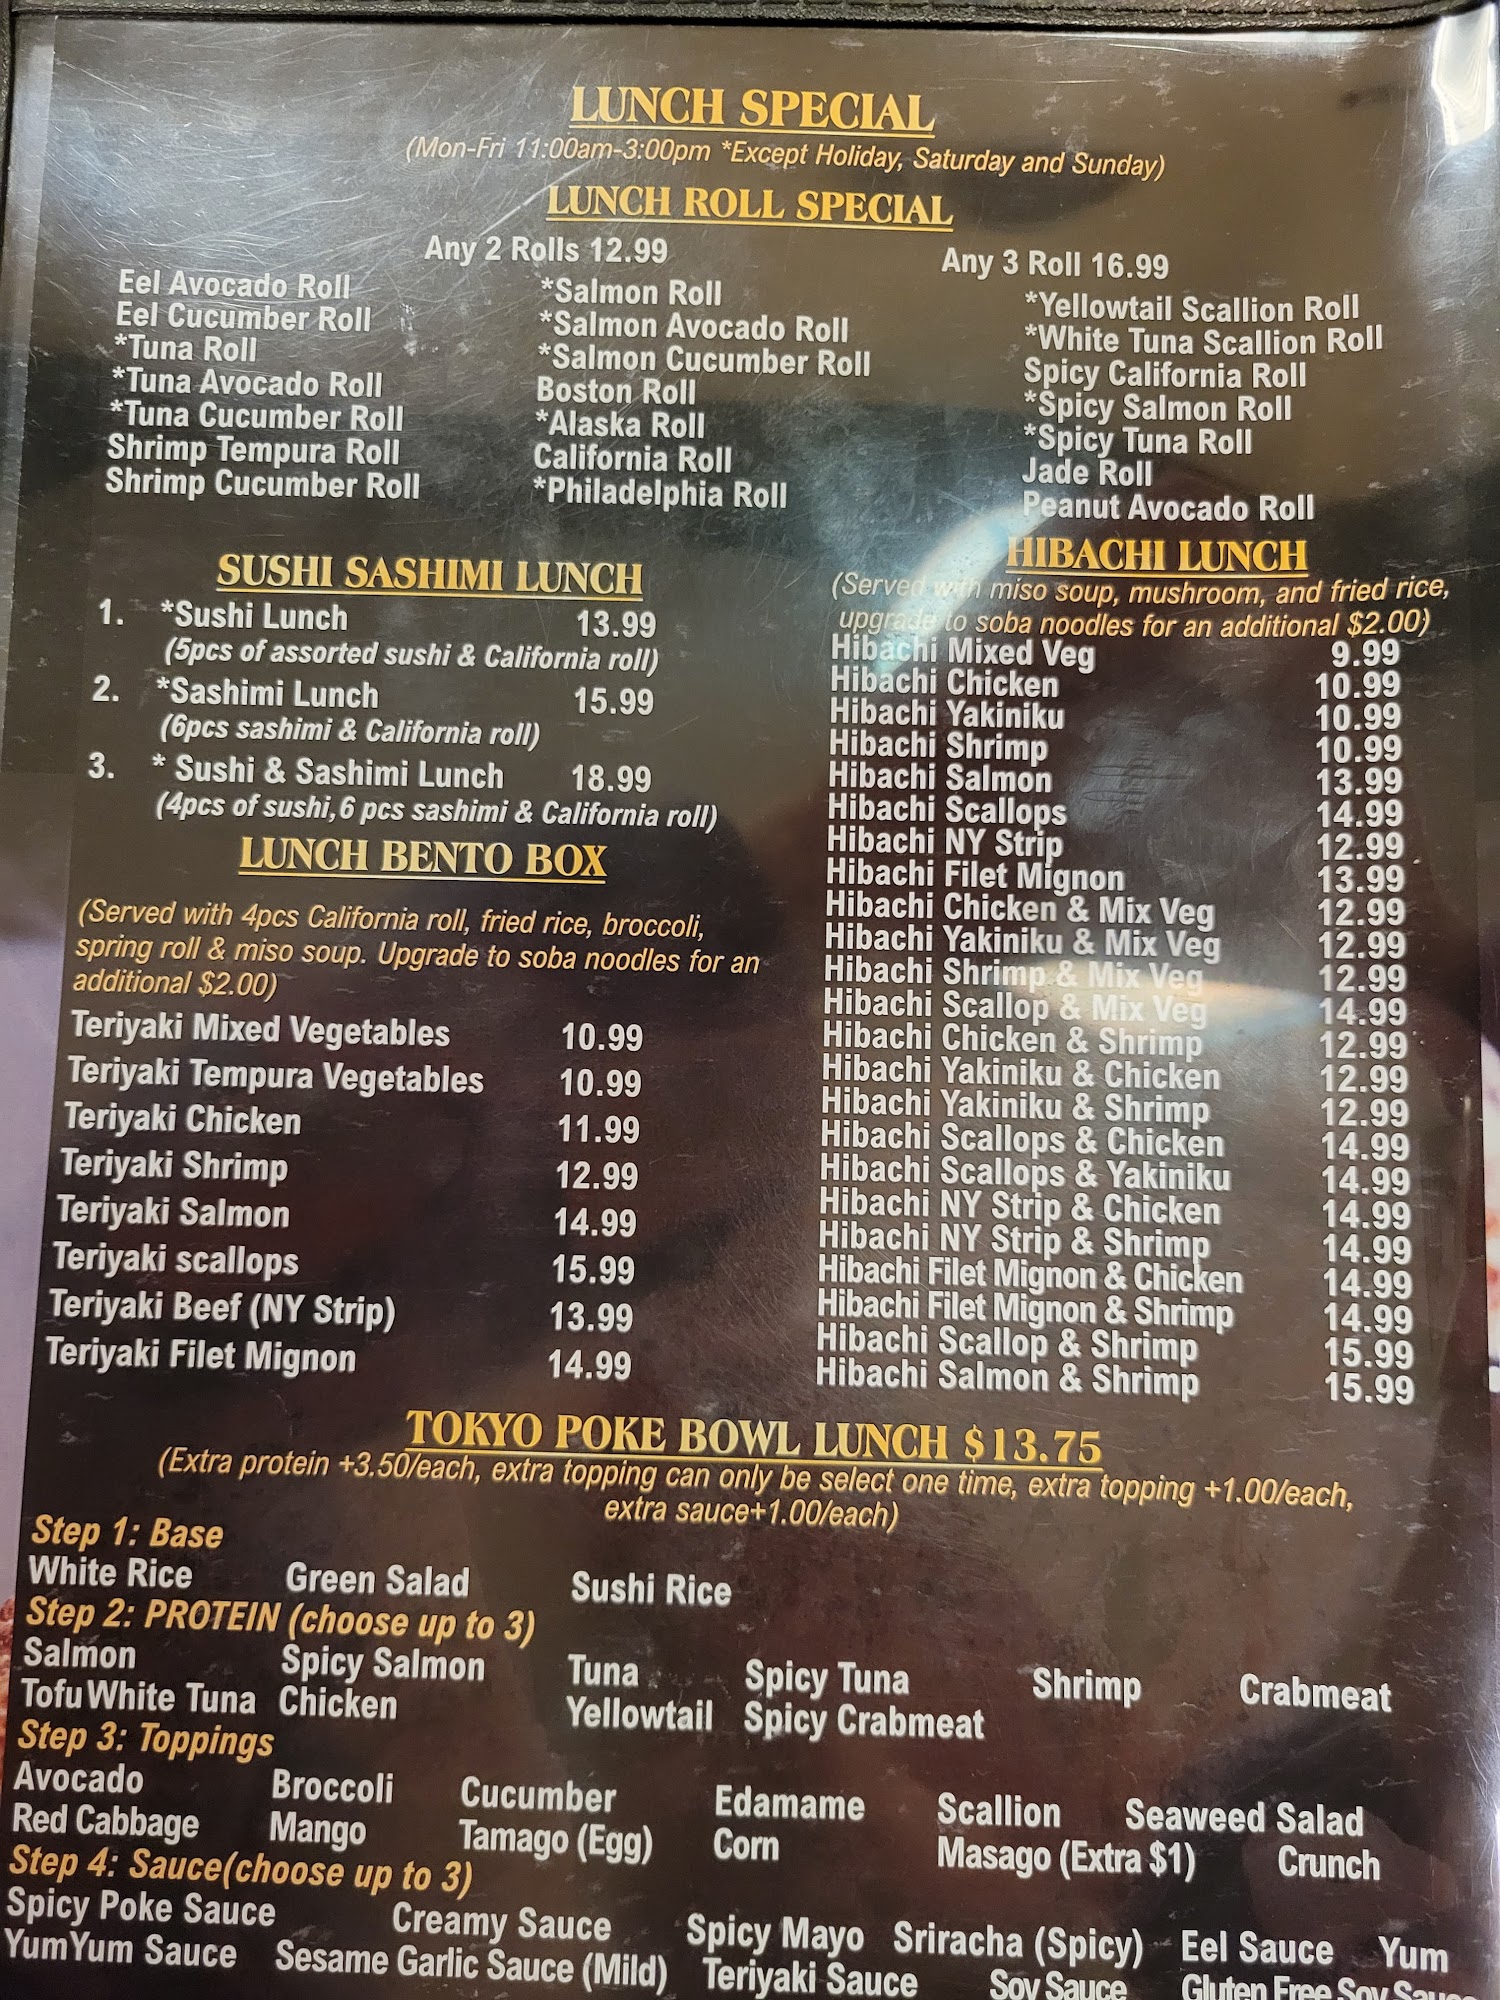 LUNCH SPECIAL
(Mon-Fri 11:00am-3:00pm *Except Holiday, Saturday and Sunday)
LUNCH ROLL SPECIAL
Any 2 Rolls 12.99
Any 3 Roll 16.99
Eel Avocado Roll
Eel Cucumber Roll
*Tuna Roll
*Tuna Avocado Roll
*Tuna Cucumber Roll
Shrimp Tempura Roll
Shrimp Cucumber Roll
*Salmon Roll
*Salmon Avocado Roll
*Salmon Cucumber Roll
Boston Roll
*Alaska Roll
California Roll
*Philadelphia Roll
*Yellowtail Scallion Roll
*White Tuna Scallion Roll
Spicy California Roll
*Spicy Salmon Roll
*Spicy Tuna Roll
Jade Roll
Peanut Avocado Roll
SUSHI SASHIMI LUNCH
1. *Sushi Lunch 13.99
(5pcs of assorted sushi & California roll)
2. *Sashimi Lunch 15.99
(6pcs sashimi & California roll)
3. * Sushi & Sashimi Lunch 18.99
(4pcs of sushi,6 pcs sashimi & California roll)
LUNCH BENTO BOX
(Served with 4pcs California roll, fried rice, broccoli,
spring roll & miso soup. Upgrade to soba noodles for an
additional $2.00)
Teriyaki Mixed Vegetables 10.99
Teriyaki Tempura Vegetables 10.99
Teriyaki Chicken 11.99
Teriyaki Shrimp 12.99
Teriyaki Salmon 14.99
Teriyaki scallops 15.99
Teriyaki Beef (NY Strip) 13.99
Teriyaki Filet Mignon 14.99
HIBACHI LUNCH
(Served with miso soup, mushroom, and fried rice,
upgrade to soba noodles for an additional $2.00)
Hibachi Mixed Veg 9.99
Hibachi Chicken 10.99
Hibachi Yakiniku 10.99
Hibachi Shrimp 10.99
Hibachi Salmon 13.99
Hibachi Scallops 14.99
Hibachi NY Strip 12.99
Hibachi Filet Mignon 13.99
Hibachi Chicken & Mix Veg 12.99
Hibachi Yakiniku & Mix Veg 12.99
Hibachi Shrimp & Mix Veg 12.99
Hibachi Scallop & Mix Veg 14.99
Hibachi Chicken & Shrimp 12.99
Hibachi Yakiniku & Chicken 12.99
Hibachi Yakiniku & Shrimp 12.99
Hibachi Scallops & Chicken 14.99
Hibachi Scallops & Yakiniku 14.99
Hibachi NY Strip & Chicken 14.99
Hibachi NY Strip & Shrimp 14.99
Hibachi Filet Mignon & Chicken 14.99
Hibachi Filet Mignon & Shrimp 14.99
Hibachi Scallop & Shrimp 15.99
Hibachi Salmon & Shrimp 15.99
TOKYO POKE BOWL LUNCH $13.75
(Extra protein +3.50/each, extra topping can only be select one time, extra topping +1.00/each,
extra sauce+1.00/each)
Step 1: Base
White Rice Green Salad Sushi Rice
Step 2: PROTEIN (choose up to 3)
Salmon Spicy Salmon Tuna Spicy Tuna Shrimp Crabmeat
Tofu White Tuna Chicken Yellowtail Spicy Crabmeat
Step 3: Toppings
Avocado Broccoli Cucumber Edamame Scallion Seaweed Salad
Red Cabbage Mango Tamago (Egg) Corn Masago (Extra $1) Crunch
Step 4: Sauce(choose up to 3)
Spicy Poke Sauce Creamy Sauce Spicy Mayo Sriracha (Spicy) Eel Sauce Yum
YumYum Sauce Sesame Garlic Sauce (Mild) Teriyaki Sauce Soy Sauce Gluten Free Soy Sauce